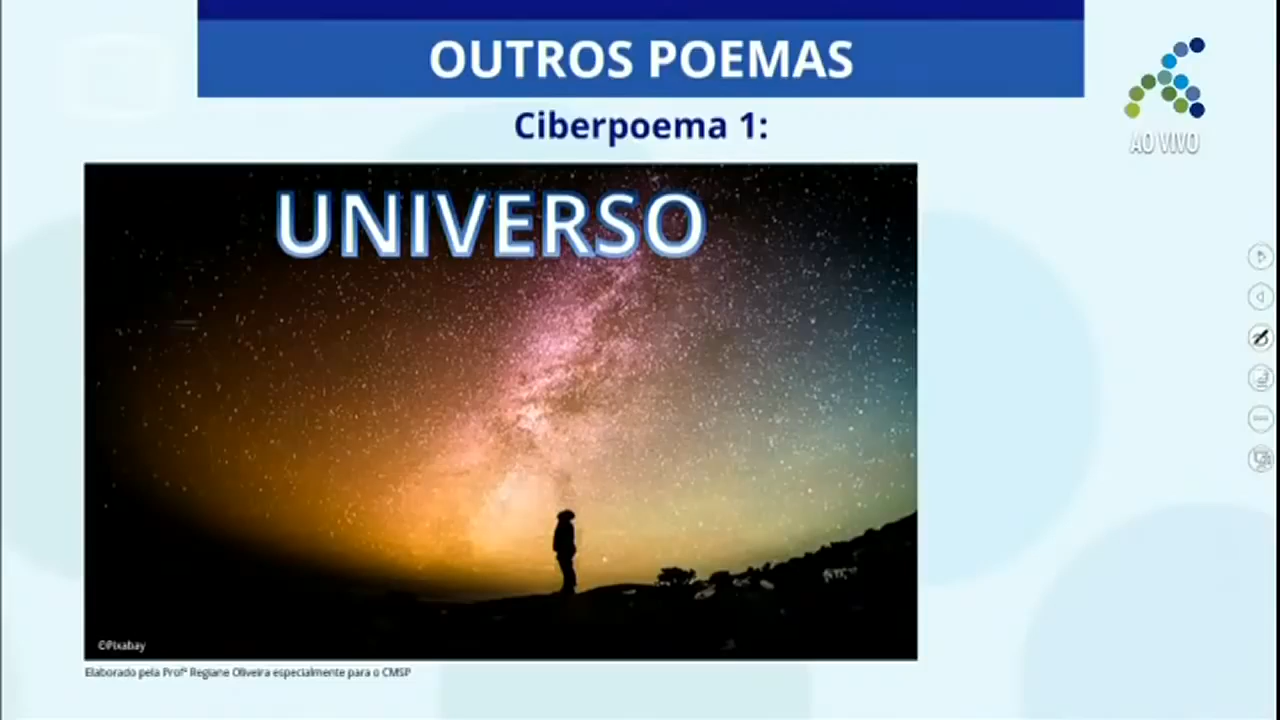 OUTROS POEMAS
Ciberpoema 1:
AO VIVO
UNIVERSO
©Pixabay
Elaborado pela Profª Regiane Oliveira especialmente para o CMSP